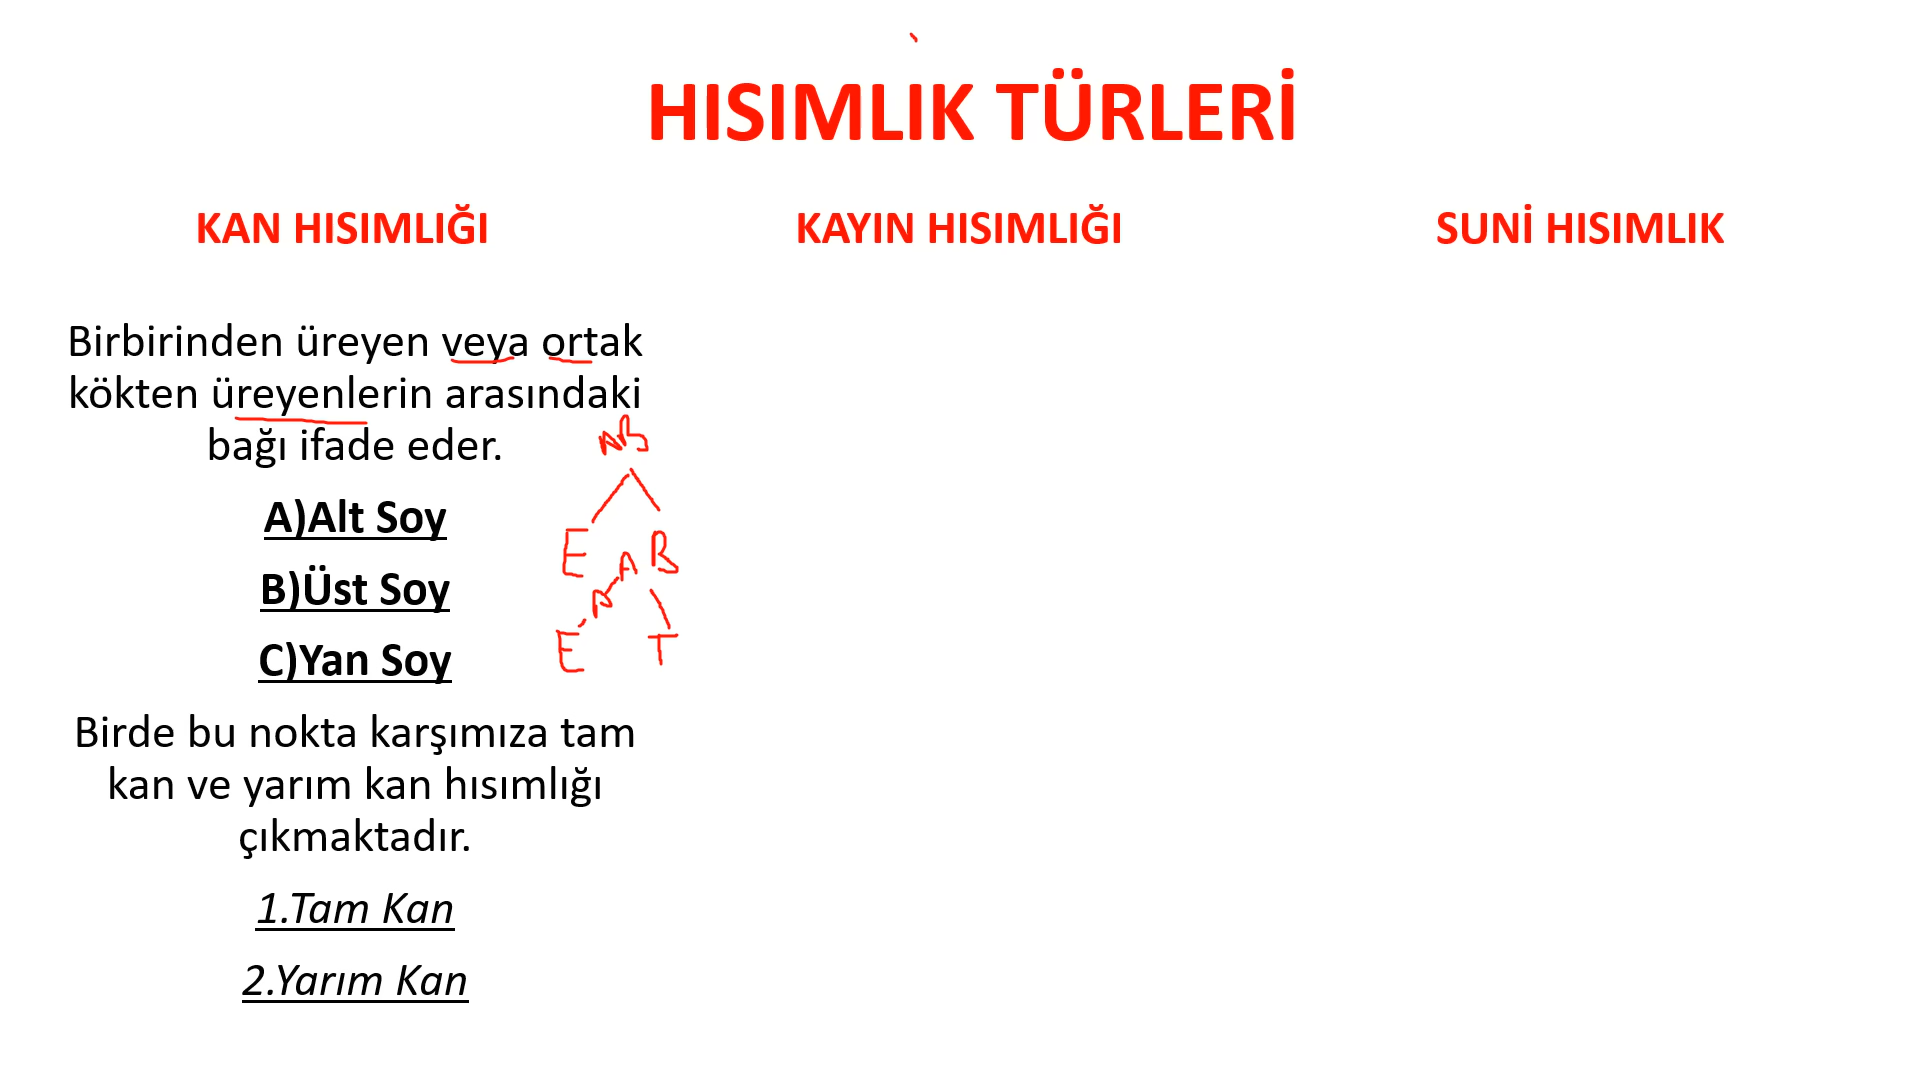 HISIMLIK TÜRLERİ
KAN HISIMLIĞI
KAYIN HISIMLIĞI
SUNİ HISIMLIK
Birbirinden üreyen veya ortak
kökten üreyenlerin arasındaki
bağı ifade eder.
A)Alt Soy
B)Üst Soy
C)Yan Soy
Birde bu nokta karşımıza tam
kan ve yarım kan hısımlığı
çıkmaktadır.
1.Tam Kan
2.Yarım Kan
E
A
E
T